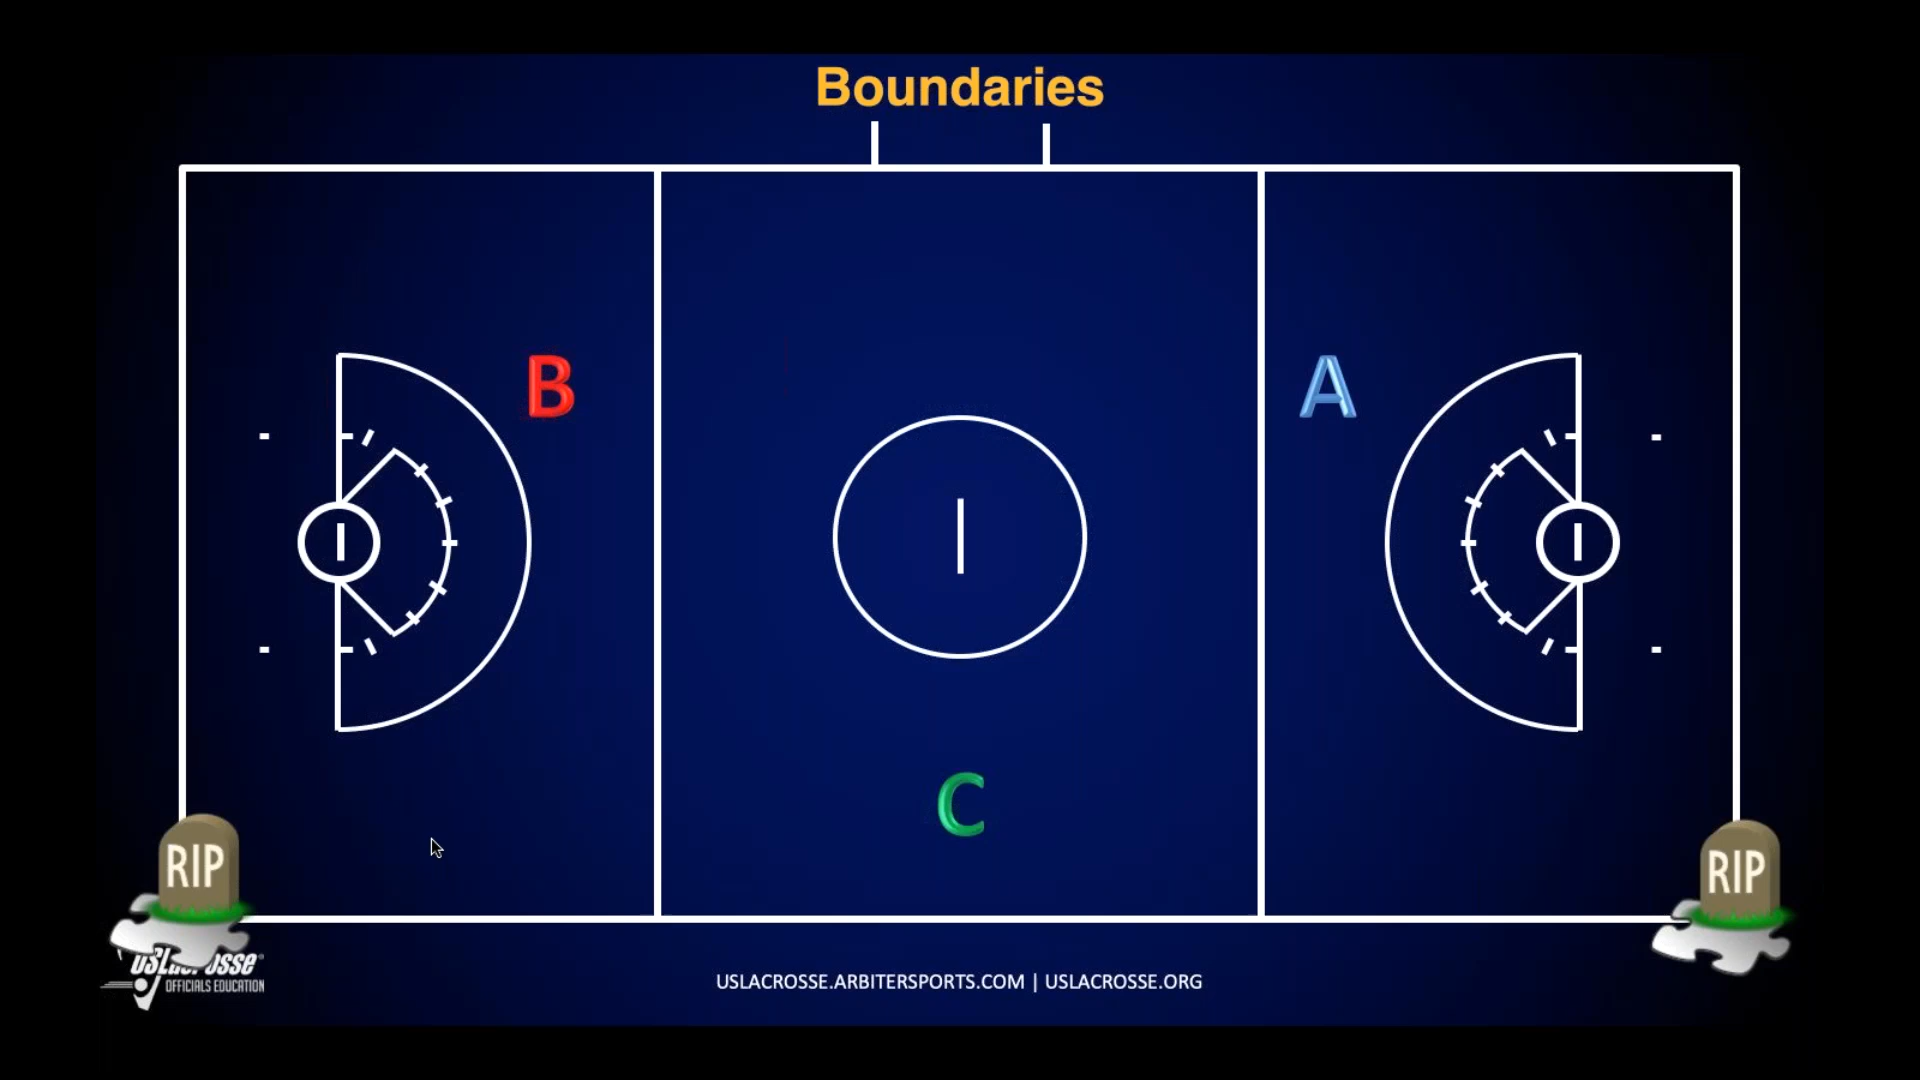 Boundaries
B
A
C
RIP
RIP
OFFICIALS EDUCATION
USLACROSSE.ARBITERSPORTS.COM | USLACROSSE.ORG